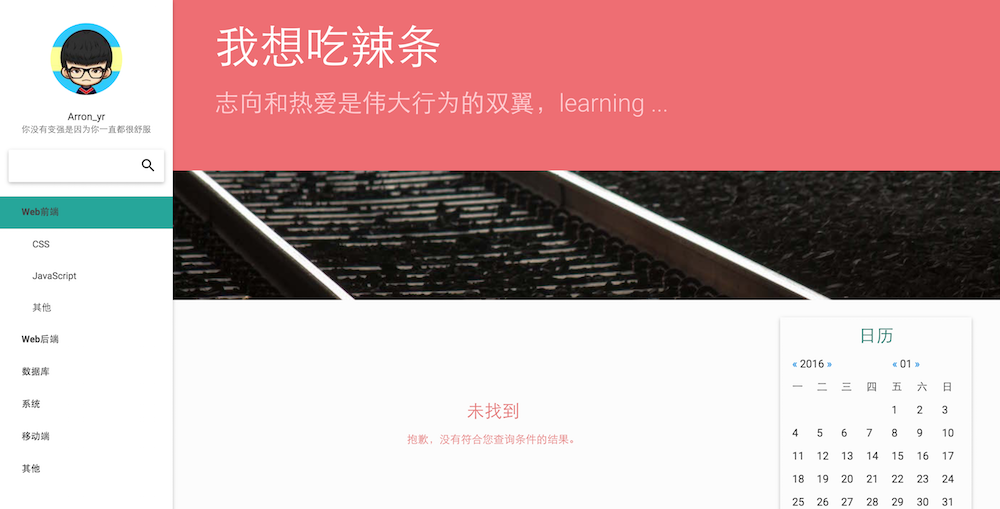 Arron_yr
你没有变强是因为你一直都很舒服
Web前端
CSS
JavaScript
其他
Web后端
数据库
系统
移动端
其他
我想吃辣条
志向和热爱是伟大行为的双翼，learning ...
未找到
抱歉、没有符合您查询条件的结果。
日历
« 2016 » « 01 »
一 二 三 四 五 六 日
1 2 3
4 5 6 7 8 9 10
11 12 13 14 15 16 17
18 19 20 21 22 23 24
25 26 27 28 29 30 31